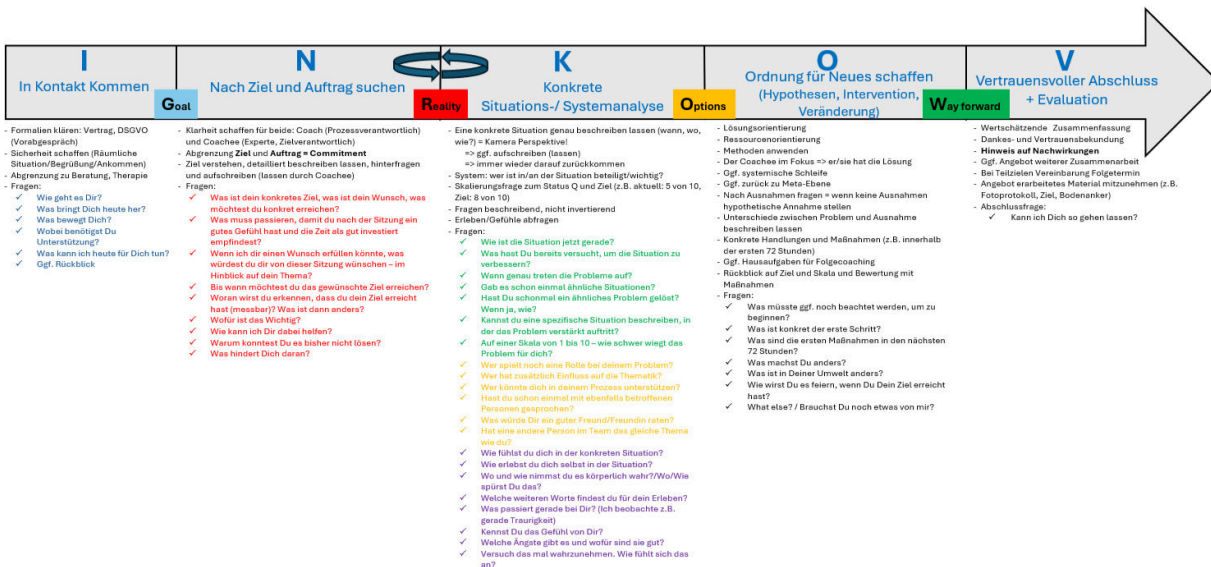 I
In Kontakt Kommen
N
Nach Ziel und Auftrag suchen
K
Konkrete
Situations-/ Systemanalyse
O
Ordnung für Neues schaffen
(Hypothesen, Intervention,
Veränderung)
V
Vertrauensvoller Abschluss
+ Evaluation
Goal
Reality
Options
Way forward
- Formalien klären: Vertrag, DSGVO
(Vorabgespräch)
- Sicherheit schaffen (Räumliche
Situation/Begrüßung/Ankommen)
- Abgrenzung zu Beratung, Therapie
- Fragen:
✓ Wie geht es Dir?
✓ Was bringt Dich heute her?
✓ Was bewegt Dich?
✓ Wobei benötigst Du
Unterstützung?
✓ Was kann ich heute für Dich tun?
✓ Ggf. Rückblick
- Klarheit schaffen für beide: Coach (Prozessverantwortlich)
und Coachee (Experte, Zielverantwortlich)
- Abgrenzung Ziel und Auftrag = Commitment
- Ziel verstehen, detailliert beschreiben lassen, hinterfragen
und aufschreiben (lassen durch Coachee)
- Fragen:
✓ Was ist dein konkretes Ziel, was ist dein Wunsch, was
möchtest du konkret erreichen?
✓ Was muss passieren, damit du nach der Sitzung ein
gutes Gefühl hast und die Zeit als gut investiert
empfindest?
✓ Wenn ich dir einen Wunsch erfüllen könnte, was
würdest du dir von dieser Sitzung wünschen – im
Hinblick auf dein Thema?
✓ Bis wann möchtest du das gewünschte Ziel erreichen?
✓ Woran wirst du erkennen, dass du dein Ziel erreicht
hast (messbar)? Was ist dann anders?
✓ Wofür ist das Wichtig?
✓ Wie kann ich Dir dabei helfen?
✓ Warum konntest Du es bisher nicht lösen?
✓ Was hindert Dich daran?
- Eine konkrete Situation genau beschreiben lassen (wann, wo,
wie?) = Kamera Perspektive!
=> ggf. aufschreiben (lassen)
=> immer wieder darauf zurückkommen
- System: wer ist in/an der Situation beteiligt/wichtig?
- Skalierungsfrage zum Status Q und Ziel (z.B. aktuell: 5 von 10,
Ziel: 8 von 10)
- Fragen beschreibend, nicht invertierend
- Erleben/Gefühle abfragen
- Fragen:
✓ Wie ist die Situation jetzt gerade?
✓ Was hast Du bereits versucht, um die Situation zu
verbessern?
✓ Wann genau treten die Probleme auf?
✓ Gab es schon einmal ähnliche Situationen?
✓ Hast Du schonmal ein ähnliches Problem gelöst?
Wenn ja, wie?
✓ Kannst du eine spezifische Situation beschreiben, in
der das Problem verstärkt auftritt?
✓ Auf einer Skala von 1 bis 10 – wie schwer wiegt das
Problem für dich?
✓ Wer spielt noch eine Rolle bei deinem Problem?
✓ Wer hat zusätzlich Einfluss auf die Thematik?
✓ Wer könnte dich in deinem Prozess unterstützen?
✓ Hast du schon einmal mit ebenfalls betroffenen
Personen gesprochen?
✓ Was würde Dir ein guter Freund/Freundin raten?
✓ Hat eine andere Person im Team das gleiche Thema
wie du?
✓ Wie fühlst du dich in der konkreten Situation?
✓ Wie erlebst du dich selbst in der Situation?
✓ Wo und wie nimmst du es körperlich wahr?/Wo/Wie
spürst Du das?
✓ Welche weiteren Worte findest du für dein Erleben?
✓ Was passiert gerade bei Dir? (Ich beobachte z.B.
gerade Traurigkeit)
✓ Kennst Du das Gefühl von Dir?
✓ Welche Ängste gibt es und wofür sind sie gut?
✓ Versuch das mal wahrzunehmen. Wie fühlt sich das
an?
- Lösungsorientierung
- Ressourceorientierung
- Methoden anwenden
- Der Coachee im Fokus => er/sie hat die Lösung
- Ggf. systemische Schleife
- Ggf. zurück zu Meta-Ebene
- Nach Ausnahmen fragen = wenn keine Ausnahmen
hypothetische Annahme stellen
- Unterschiede zwischen Problem und Ausnahme
beschreiben lassen
- Konkrete Handlungen und Maßnahmen (z.B. innerhalb
der ersten 72 Stunden)
- Ggf. Hausaufgaben für Folgecoaching
- Rückblick auf Ziel und Skala und Bewertung mit
Maßnahmen
- Fragen:
✓ Was müsste ggf. noch beachtet werden, um zu
beginnen?
✓ Was ist konkret der erste Schritt?
✓ Was sind die ersten Maßnahmen in den nächsten
72 Stunden?
✓ Was machst Du anders?
✓ Was ist in Deiner Umwelt anders?
✓ Wie wirst Du es feiern, wenn Du Dein Ziel erreicht
hast?
✓ What else? / Brauchst Du noch etwas von mir?
- Wertschätzende Zusammenfassung
- Dankes- und Vertrauensbekundung
- Hinweis auf Nachwirkungen
- Ggf. Angebot weiterer Zusammenarbeit
- Bei Teilzielen Vereinbarung Folgetermin
- Angebot erarbeitetes Material mitzunehmen (z.B.
Fotoprotokoll, Ziel, Bodenanker)
- Abschlussfrage:
✓ Kann ich Dich so gehen lassen?